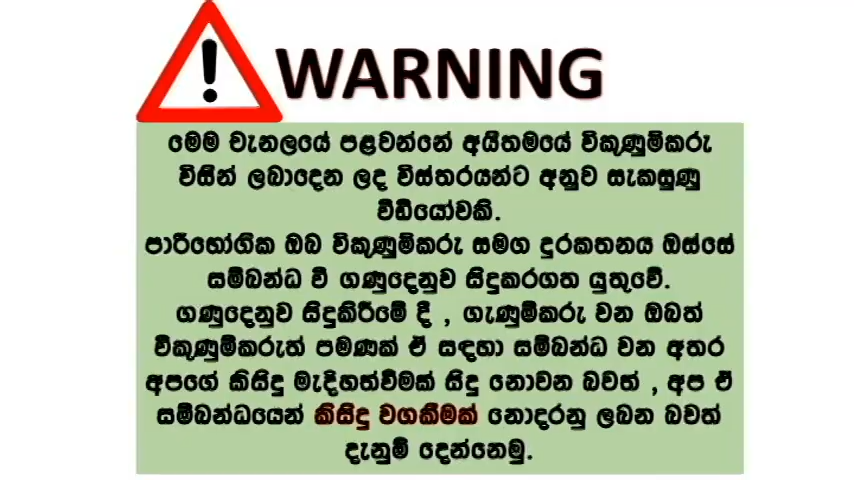 WARNING
මෙම චැනලයේ පළවන්නේ අයිතමයේ විකුණුම්කරු
විසින් ලබාදෙන ලද විස්තරයන්ට අනුව සැකසුණු
වීඩියෝවකි.
පාරිභෝගික ඔබ විකුණුම්කරු සමග දුරකතනය ඔස්සේ
සම්බන්ධ වී ගණුදෙනුව සිදුකරගත යුතුවේ.
ගණුදෙනුව සිදුකිරීමේ දී , ගැණුම්කරු වන ඔබත්
විකුණුම්කරුත් පමණක් ඒ සඳහා සම්බන්ධ වන අතර
අපගේ කිසිදු මැදිහත්වීමක් සිදු නොවන බවත් , අප ඒ
සම්බන්ධයෙන් කිසිදු වගකීමක් නොදරනු ලබන බවත්
දැනුම් දෙන්නෙමු.